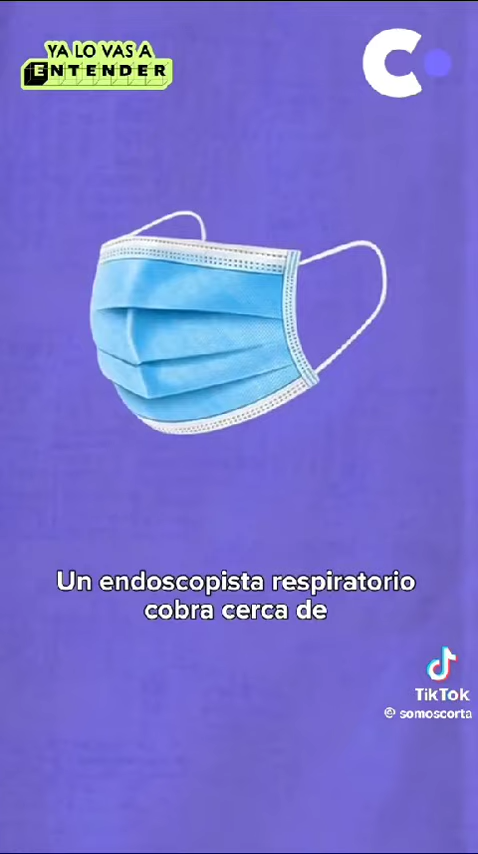 YA LO VAS A
ENTENDER
C
Un endoscopista respiratorio
cobra cerca de
TikTok
@ somoscorta